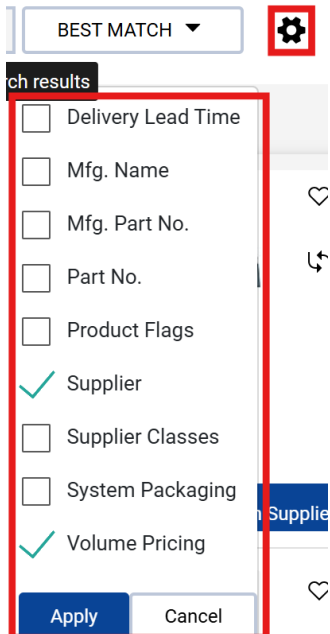 BEST MATCH
rch results
Delivery Lead Time
Mfg. Name
Mfg. Part No.
Part No.
Product Flags
Supplier
Supplier Classes
System Packaging
Supplie
Volume Pricing
Apply
Cancel